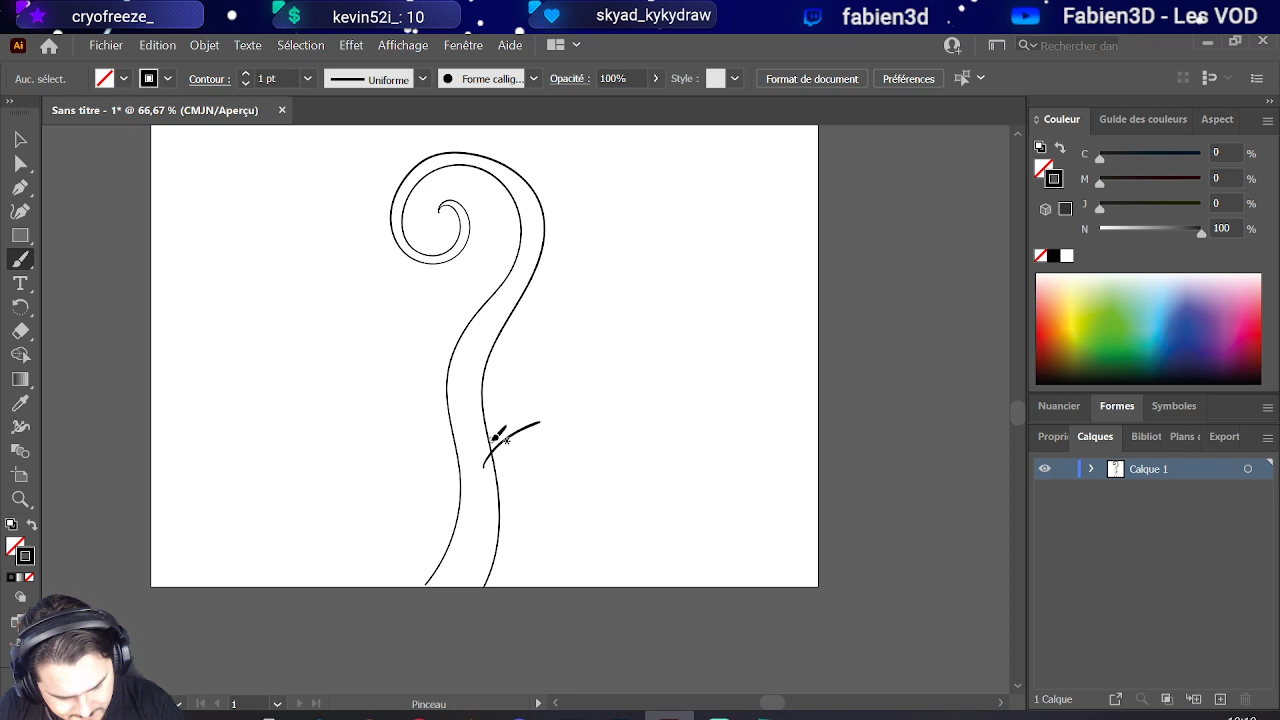 cryofreeze_ kevin52i_: 10 skyad_kykydraw fabien3d Fabien3D - Les VOD
Ai Fichier Edition Objet Texte Sélection Effet Affichage Fenêtre Aide Rechercher dan
Auc. sélect. Contour : 1 pt Uniforme Forme callig... Opacité : 100% Style : Format de document Préférences
Sans titre - 1* @ 66,67 % (CMJN/Aperçu)
Couleur Guide des couleurs Aspect
C 0 %
M 0 %
J 0 %
N 100 %
Nuancier Formes Symbols
Proprié Calques Bibliot Plans d Export
Calque 1
1 Calque
1 Pinceau